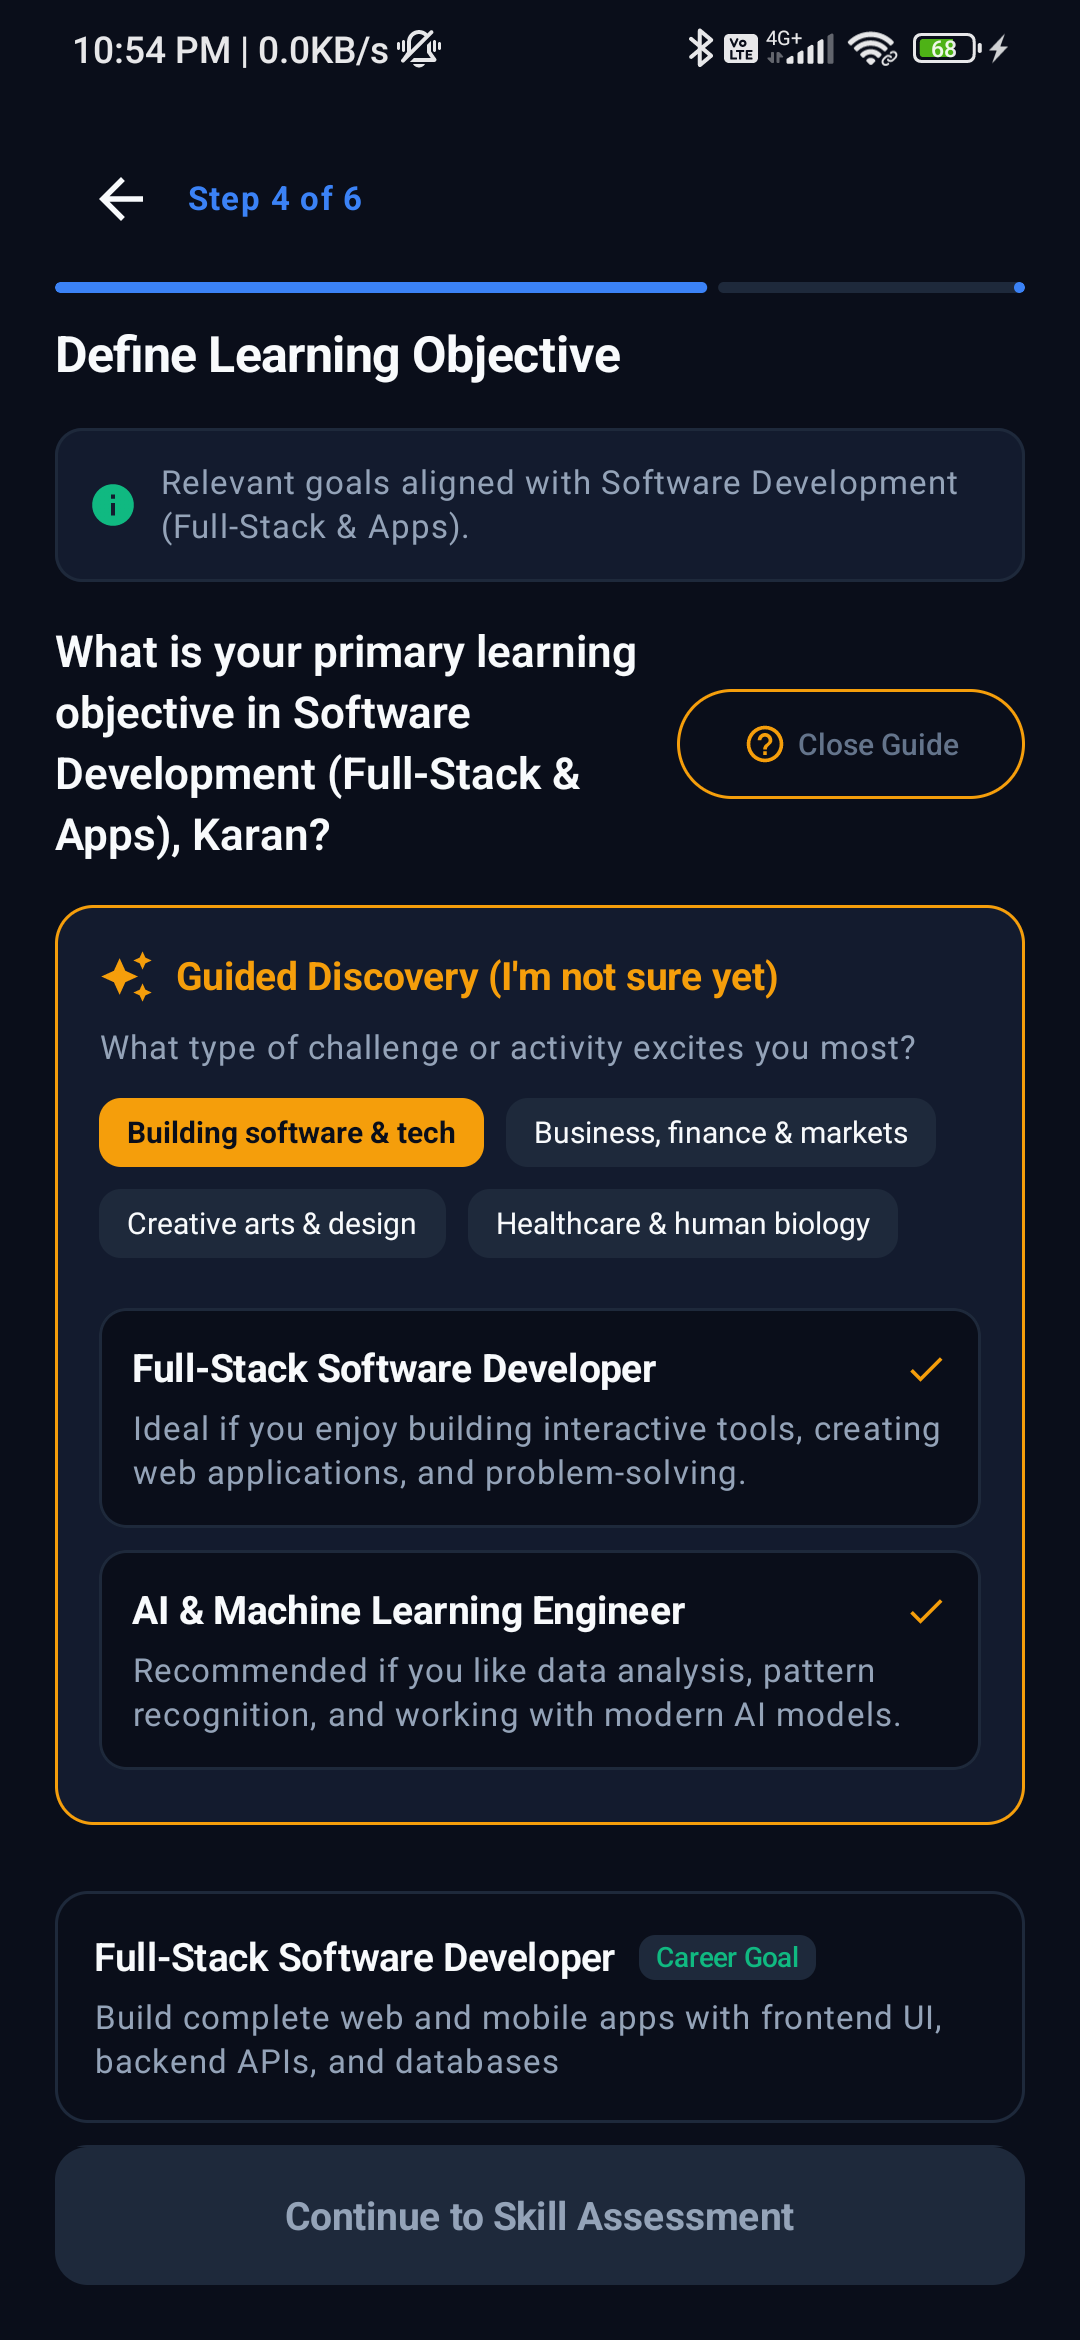 10:54 PM | 0.0KB/s
Vo LTE 4G+ 68
Step 4 of 6
Define Learning Objective
Relevant goals aligned with Software Development
(Full-Stack & Apps).
What is your primary learning
objective in Software
Development (Full-Stack &
Apps), Karan?
Close Guide
Guided Discovery (I'm not sure yet)
What type of challenge or activity excites you most?
Building software & tech
Business, finance & markets
Creative arts & design
Healthcare & human biology
Full-Stack Software Developer
Ideal if you enjoy building interactive tools, creating
web applications, and problem-solving.
AI & Machine Learning Engineer
Recommended if you like data analysis, pattern
recognition, and working with modern AI models.
Full-Stack Software Developer
Career Goal
Build complete web and mobile apps with frontend UI,
backend APIs, and databases
Continue to Skill Assessment